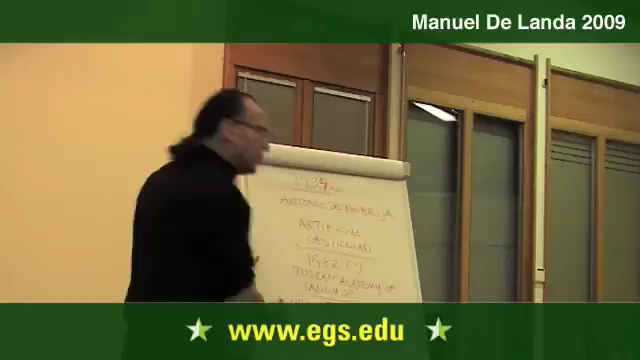 Manuel De Landa 2009
ANTONIO DE NEBRIJA
ARTIFICIAL
CASTILLIAN
1582 (?)
TUSCAN ACADEMY OF
www.egs.edu